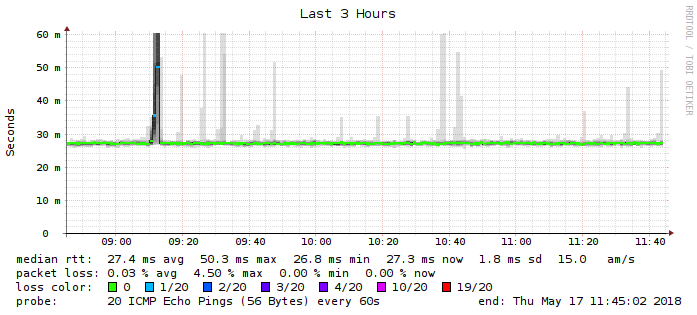 Last 3 Hours
RRDTOOL / TOBI OETIKER
Seconds
60 m
50 m
40 m
30 m
20 m
10 m
0
09:00 09:20 09:40 10:00 10:20 10:40 11:00 11:20 11:40
median rtt: 27.4 ms avg 50.3 ms max 26.8 ms min 27.3 ms now 1.8 ms sd 15.0 am/s
packet loss: 0.03 % avg 4.50 % max 0.00 % min 0.00 % now
loss color: 0 1/20 2/20 3/20 4/20 10/20 19/20
probe: 20 ICMP Echo Pings (56 Bytes) every 60s end: Thu May 17 11:45:02 2018